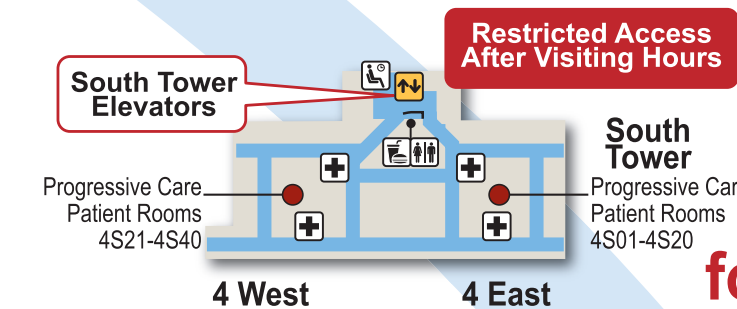 Restricted Access
After Visiting Hours
South Tower
Elevators
South
Tower
Progressive Care
Patient Rooms
4S21-4S40
Progressive Car
Patient Rooms
4S01-4S20
4 West
4 East